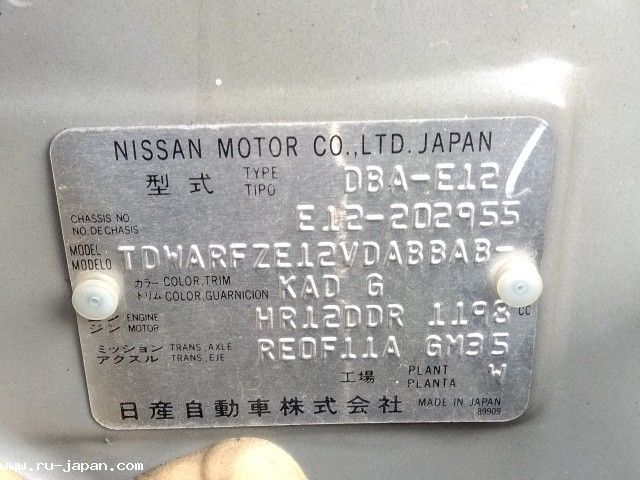 NISSAN MOTOR CO.,LTD. JAPAN
型式 TYPE TIPO DBA-E12
CHASSIS NO. NO.DE CHASIS E12-202955
MODEL MODELO TDWARFZE12VDABBAB-
カラー COLOR,TRIM トリム COLOR,GUARNICION KAD G
ジン ENGINE MOTOR HR12DDR 1198 CC
ミッション TRANS,AXLE アクスル TRANS,EJE RE0F11A GM35
工場 PLANT PLANTA W
日産自動車株式会社 MADE IN JAPAN
89909
www.ru-japan.com